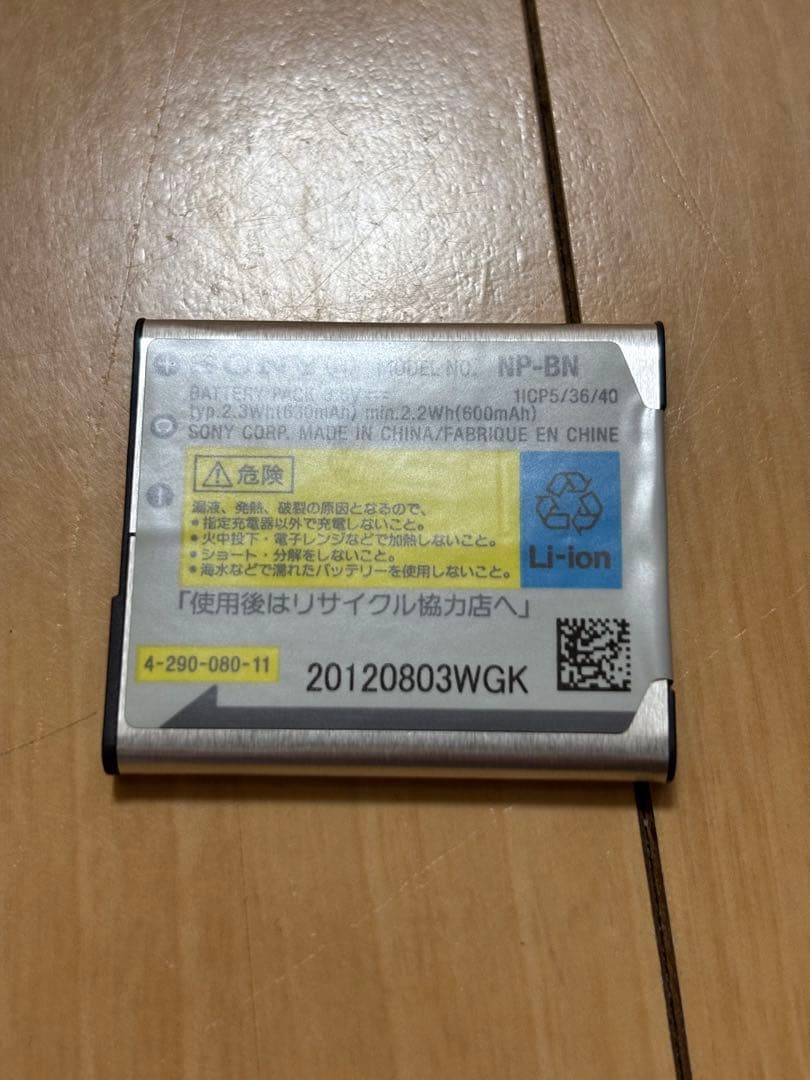 SONY MODEL NO. NP-BN
BATTERY PACK 3.6V 1ICP5/36/40
typ.2.3Wh(630mAh) min.2.2Wh(600mAh)
SONY CORP. MADE IN CHINA/FABRIQUE EN CHINE
危険
漏液、発熱、破裂の原因となるので、
●指定充電器以外で充電しないこと。
●火中投下・電子レンジなどで加熱しないこと。
●ショート・分解をしないこと。
●海水などで濡れたバッテリーを使用しないこと。
Li-ion
「使用後はリサイクル協力店へ」
4-290-080-11
20120803WGK